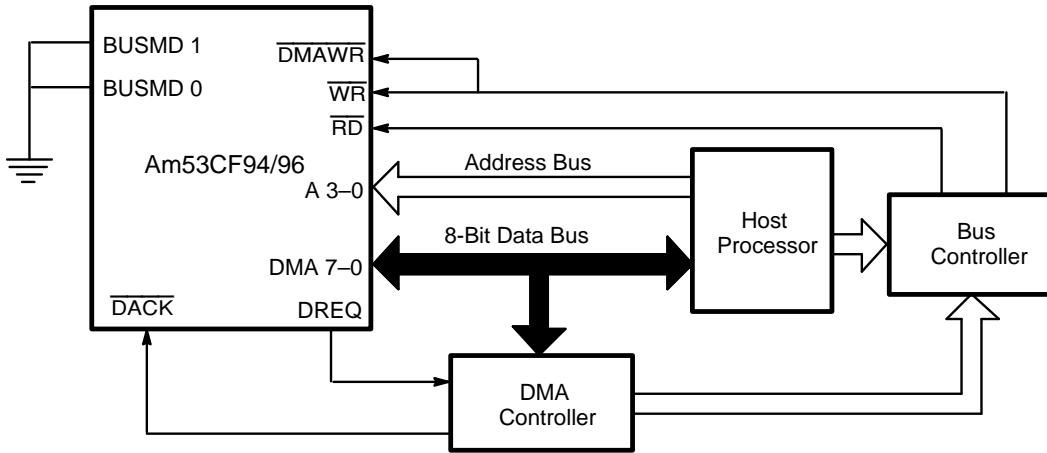 BUSMD 1
BUSMD 0
DMAWR
WR
RD
Am53CF94/96
A 3–0
DMA 7–0
DACK
DREQ
Address Bus
8-Bit Data Bus
Host
Processor
Bus
Controller
DMA
Controller